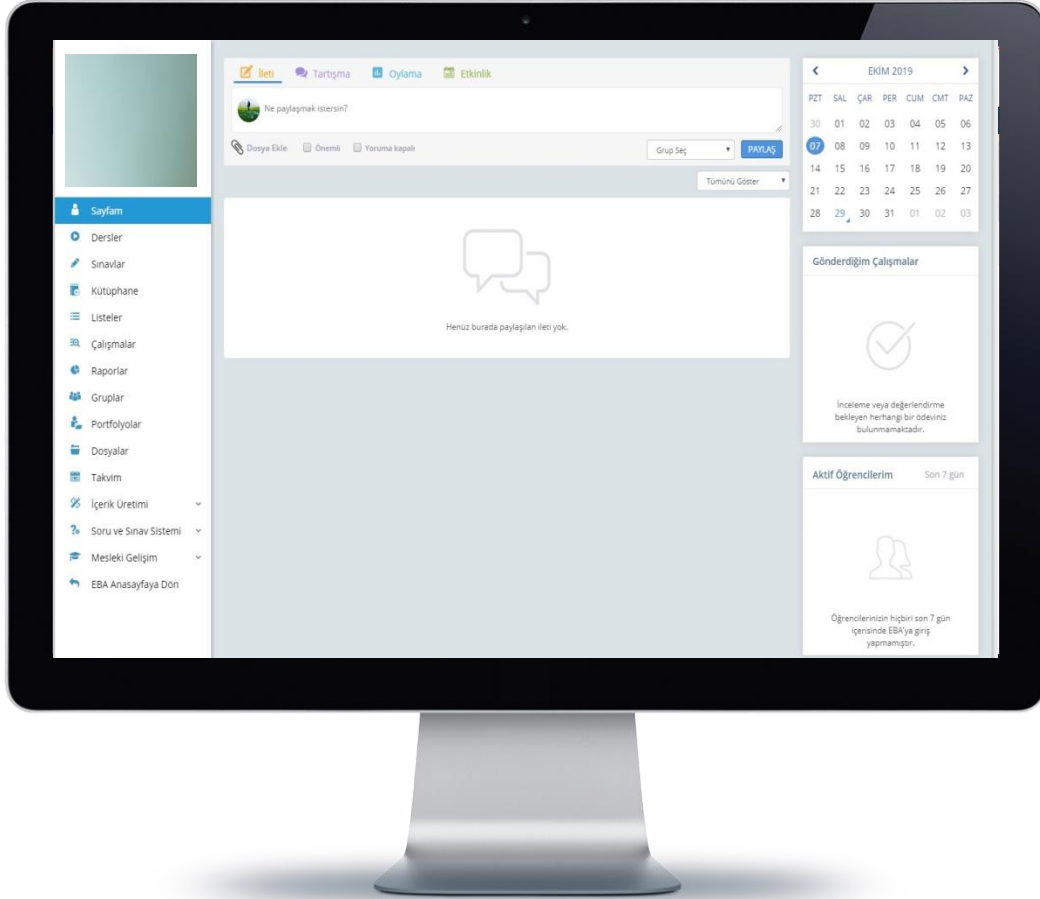 Sayfam
Dersler
Sınavlar
Kütüphane
Listeler
Çalışmalar
Raporlar
Gruplar
Portfolyolar
Dosyalar
Takvim
İçerik Üretimi
Soru ve Sınav Sistemi
Mesleki Gelişim
EBA Anasayfaya Dön
İleti Tartışma Oylama Etkinlik
Ne paylaşmak istersin?
Dosya Ekle Önemli Yoruma kapalı Grup Seç PAYLAŞ
Tümünü Göster
Henüz burada paylaşılan ileti yok.
EKİM 2019
PZT SAL ÇAR PER CUM CMT PAZ
30 01 02 03 04 05 06
07 08 09 10 11 12 13
14 15 16 17 18 19 20
21 22 23 24 25 26 27
28 29 30 31 01 02 03
Gönderdiğim Çalışmalar
İnceleme veya değerlendirme
bekleyen herhangi bir ödeviniz
bulunmamaktadır.
Aktif Öğrencilerim Son 7 gün
Öğrencilerinizin hiçbiri son 7 gün
içerisinde EBA'ya giriş
yapmamıştır.